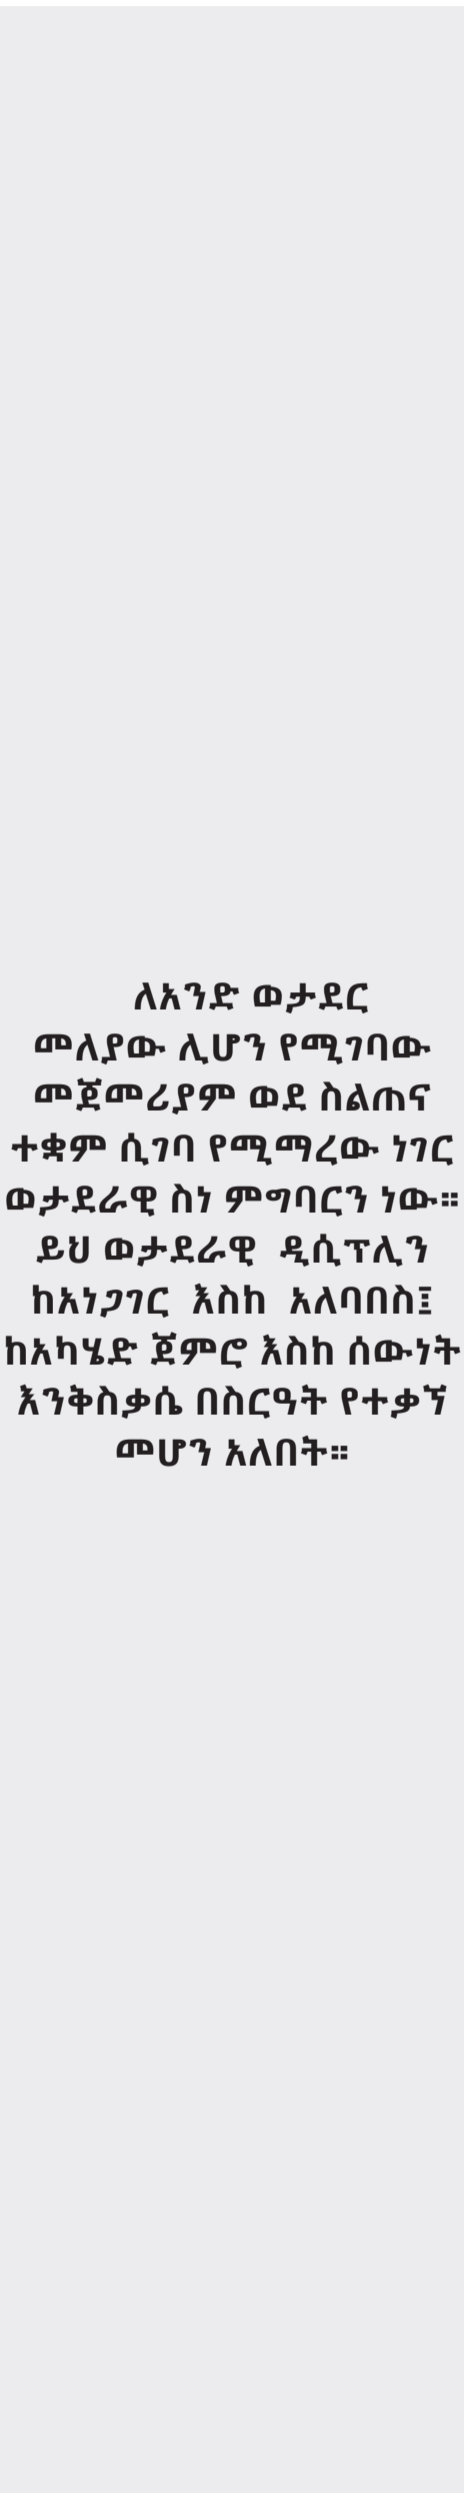 ለአንድ ወታደር
መለያው ሊሆን የሚገባው
መጀመሪያም ወደ ስልጠና
ተቋም ሲገባ የሚማረው ነገር
ወታደራዊ ስነ ምግባርን ነው።
ይህ ወታደራዊ ዲሲፕሊን
ከአነጋገር እስከ አለባበስ፤
ከአካሄድ ጀምሮ እስከ ሰውነት
እንቅስቃሴ በስርዓት የተቃኘ
መሆን አለበት።